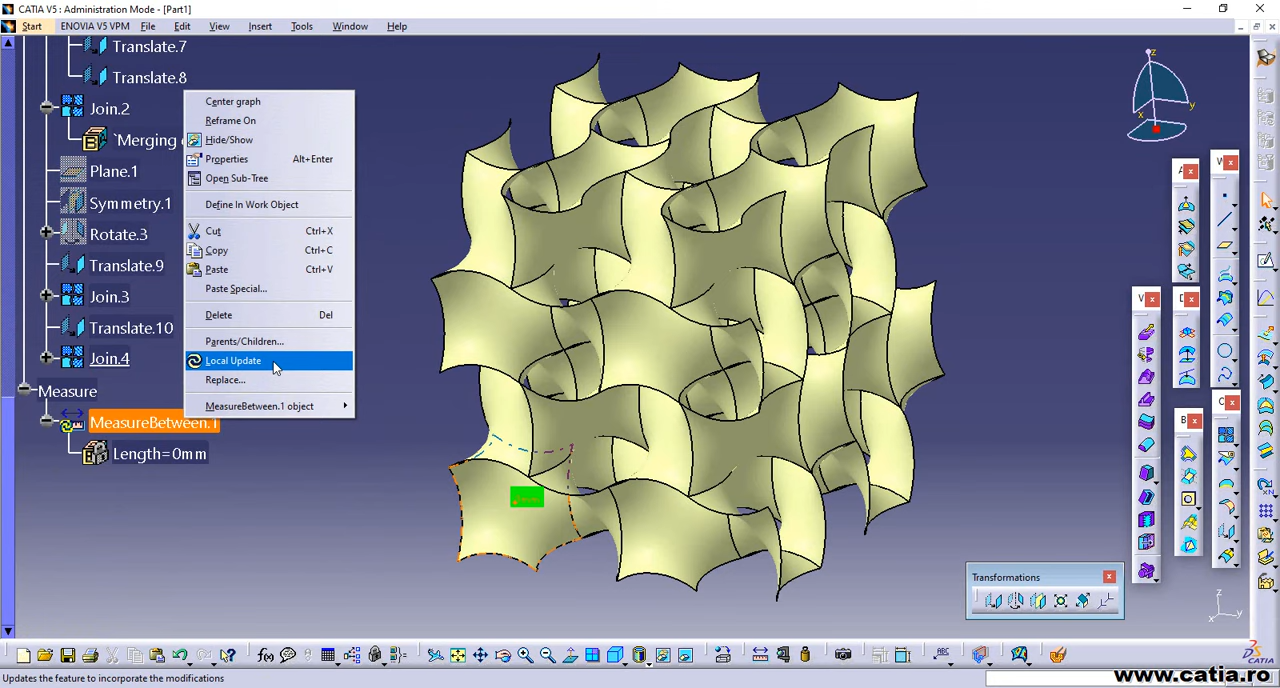 CATIA V5 : Administration Mode - [Part1]
Start ENOVIA V5 VPM File Edit View Insert Tools Window Help
Translate.7
Translate.8
Join.2
`Merging
Plane.1
Symmetry.1
Rotate.3
Translate.9
Join.3
Translate.10
Join.4
Measure
MeasureBetween.1
Length=0mm
Center graph
Reframe On
Hide/Show
Properties Alt+Enter
Open Sub-Tree
Define In Work Object
Cut Ctrl+X
Copy Ctrl+C
Paste Ctrl+V
Paste Special...
Delete Del
Parents/Children...
Local Update
Replace...
MeasureBetween.1 object
z
y
x
Transformations
z
y
x
CATIA
www.catia.ro
Updates the feature to incorporate the modifications